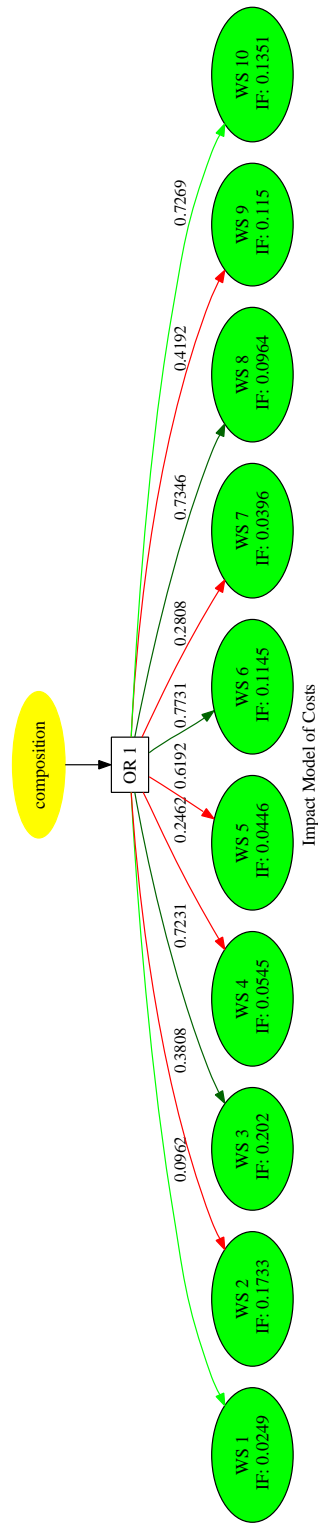 composition
OR 1
0.0962
0.3808
0.7231
0.2462
0.6192
0.7731
0.2808
0.7346
0.4192
0.7269
WS 1
IF: 0.0249
WS 2
IF: 0.1733
WS 3
IF: 0.202
WS 4
IF: 0.0545
WS 5
IF: 0.0446
WS 6
IF: 0.1145
WS 7
IF: 0.0396
WS 8
IF: 0.0964
WS 9
IF: 0.115
WS 10
IF: 0.1351
Impact Model of Costs